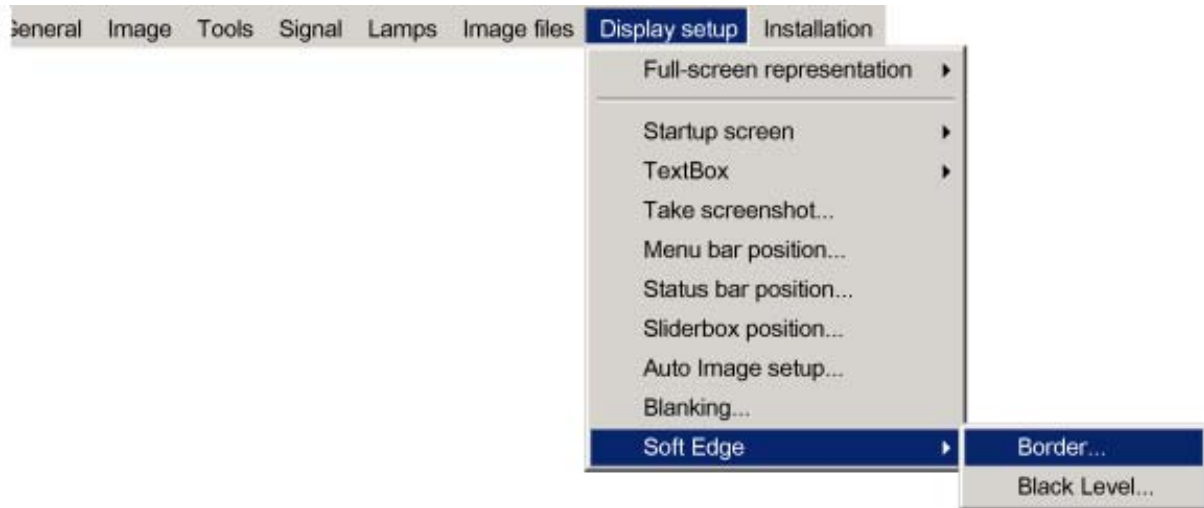 General Image Tools Signal Lamps Image files Display setup Installation
Full-screen representation
Startup screen
TextBox
Take screenshot...
Menu bar position...
Status bar position...
Sliderbox position...
Auto Image setup...
Blanking...
Soft Edge Border...
Black Level...